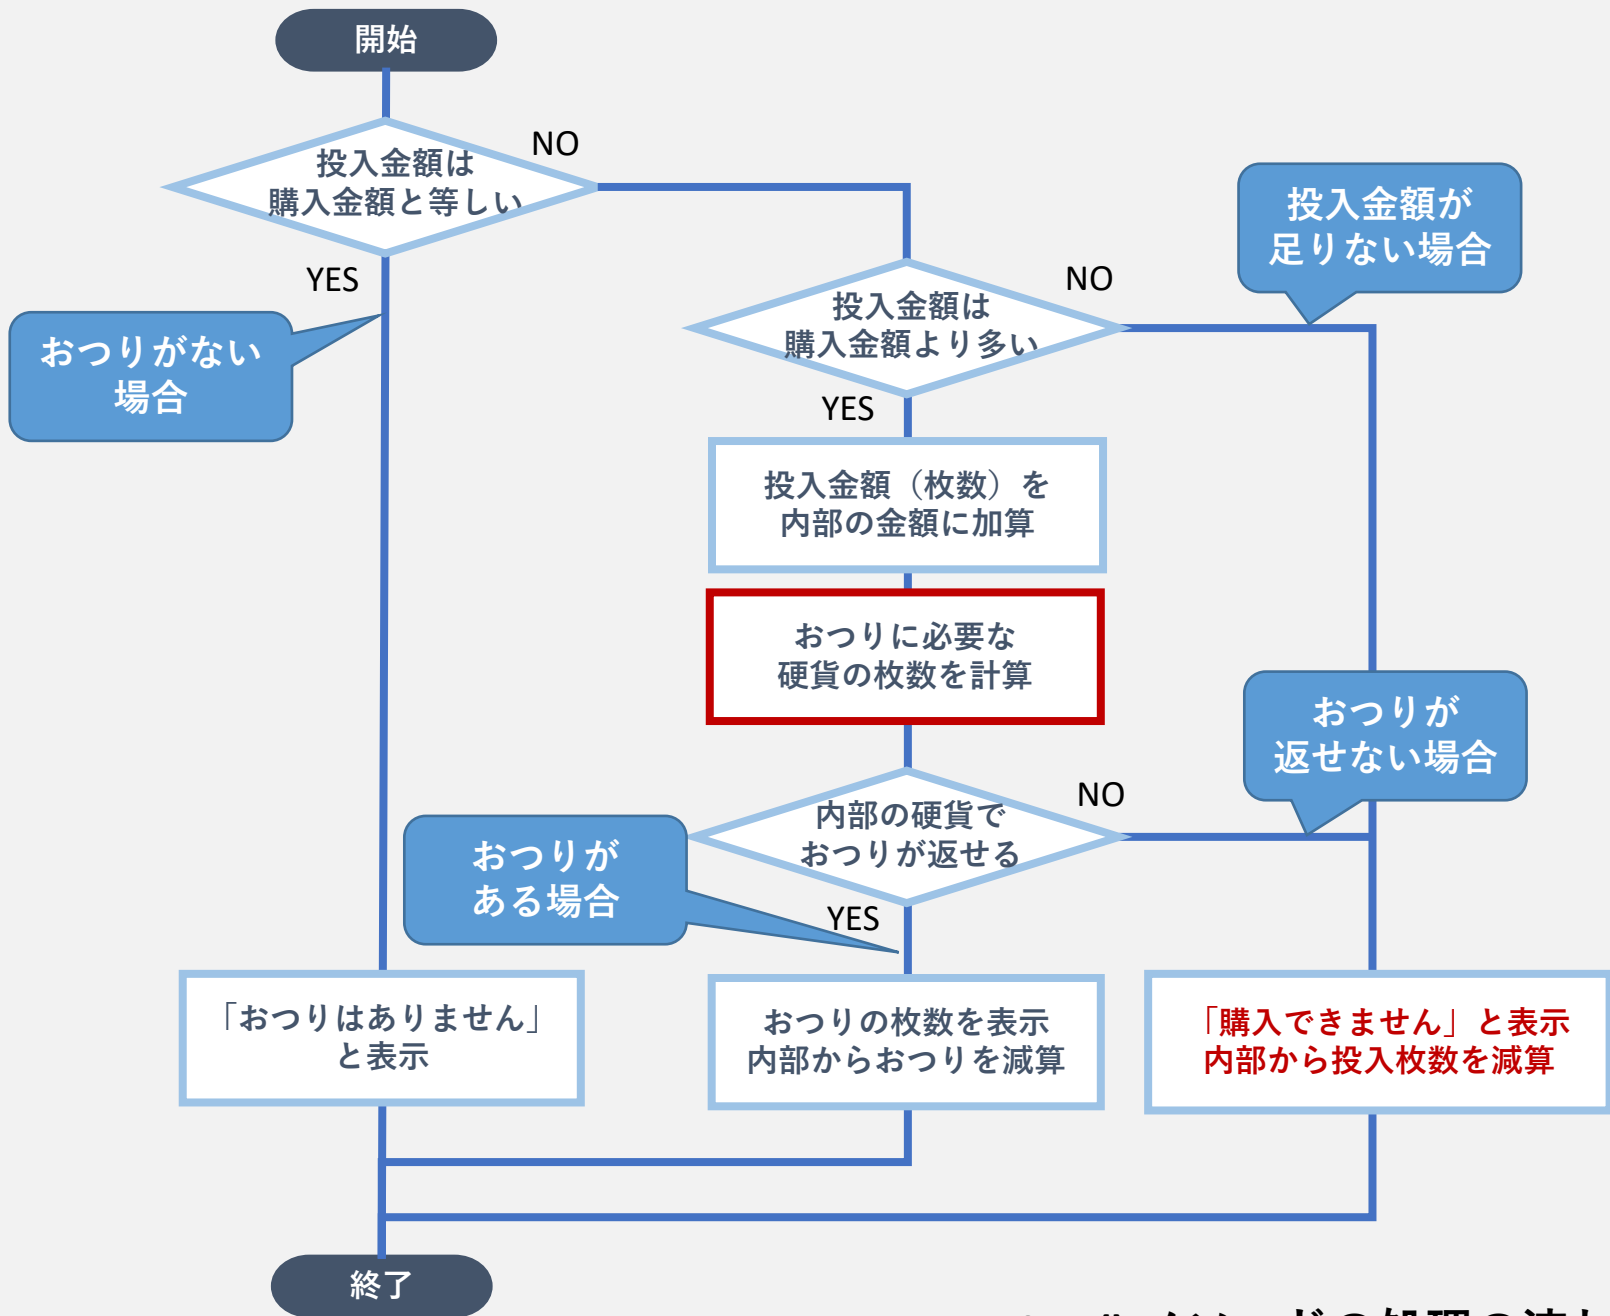 開始
投入金額は
購入金額と等しい
NO
YES
おつりがない
場合
投入金額が
足りない場合
投入金額は
購入金額より多い
NO
YES
投入金額（枚数）を
内部の金額に加算
おつりに必要な
硬貨の枚数を計算
おつりが
返せない場合
内部の硬貨で
おつりが返せる
NO
YES
おつりが
ある場合
「おつりはありません」
と表示
おつりの枚数を表示
内部からおつりを減算
「購入できません」と表示
内部から投入枚数を減算
終了